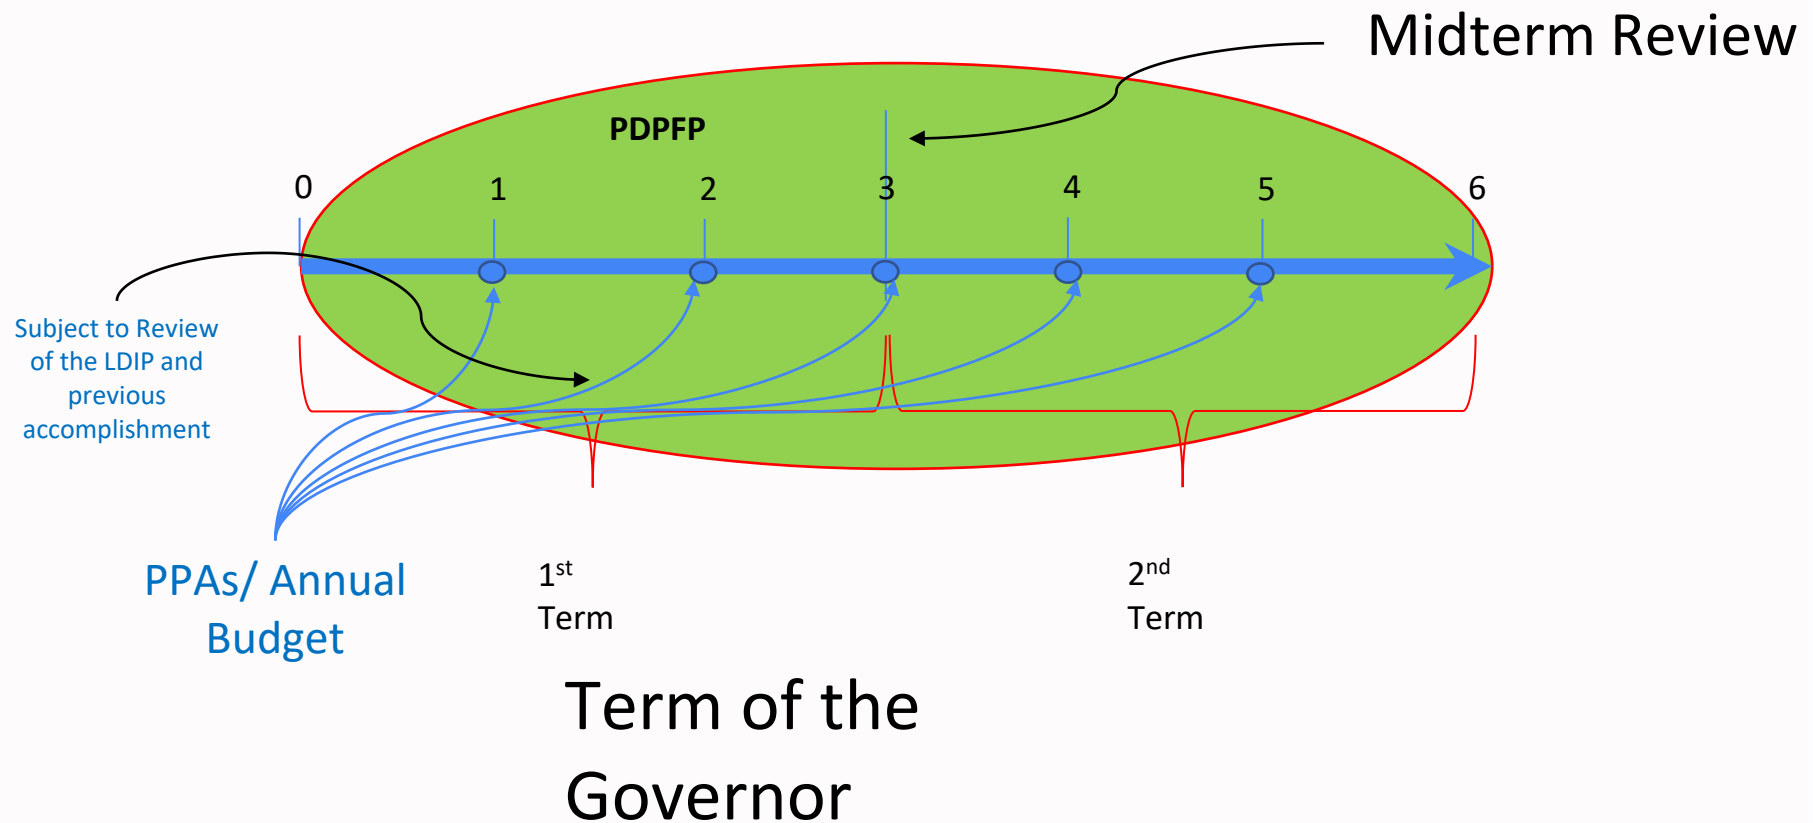 Midterm Review
PDPFP
0
1
2
3
4
5
6
Subject to Review
of the LDIP and
previous
accomplishment
PPAs/ Annual
Budget
1st
Term
2nd
Term
Term of the
Governor